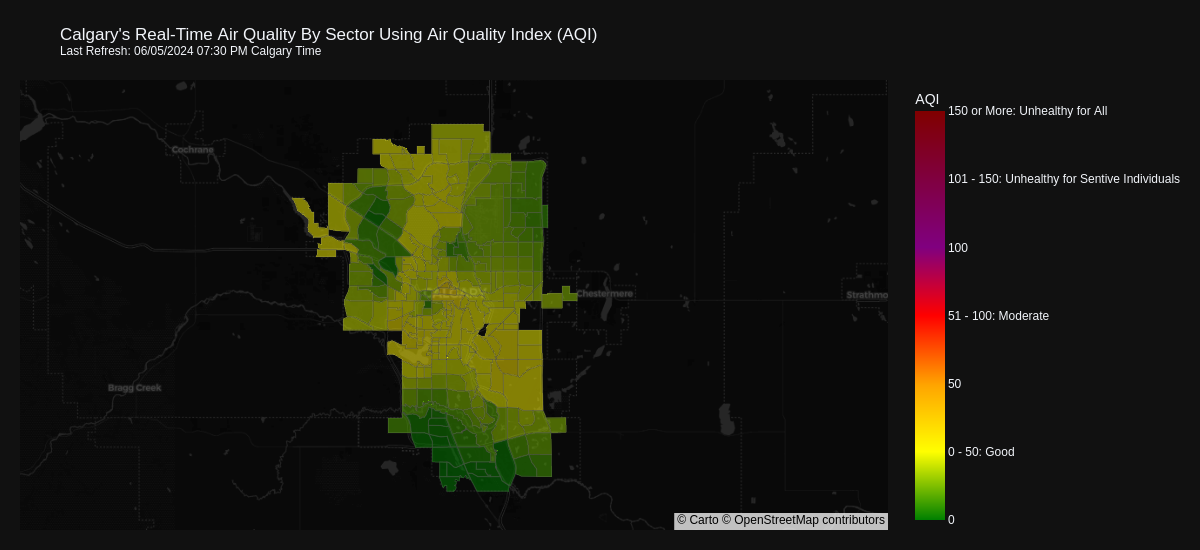 Calgary's Real-Time Air Quality By Sector Using Air Quality Index (AQI)
Last Refresh: 06/05/2024 07:30 PM Calgary Time
AQI
150 or More: Unhealthy for All
Cochrane
101 - 150: Unhealthy for Sentive Individuals
100
CALGARY
Chestermere
Strathmo
51 - 100: Moderate
50
Bragg Creek
0 - 50: Good
0
© Carto © OpenStreetMap contributors